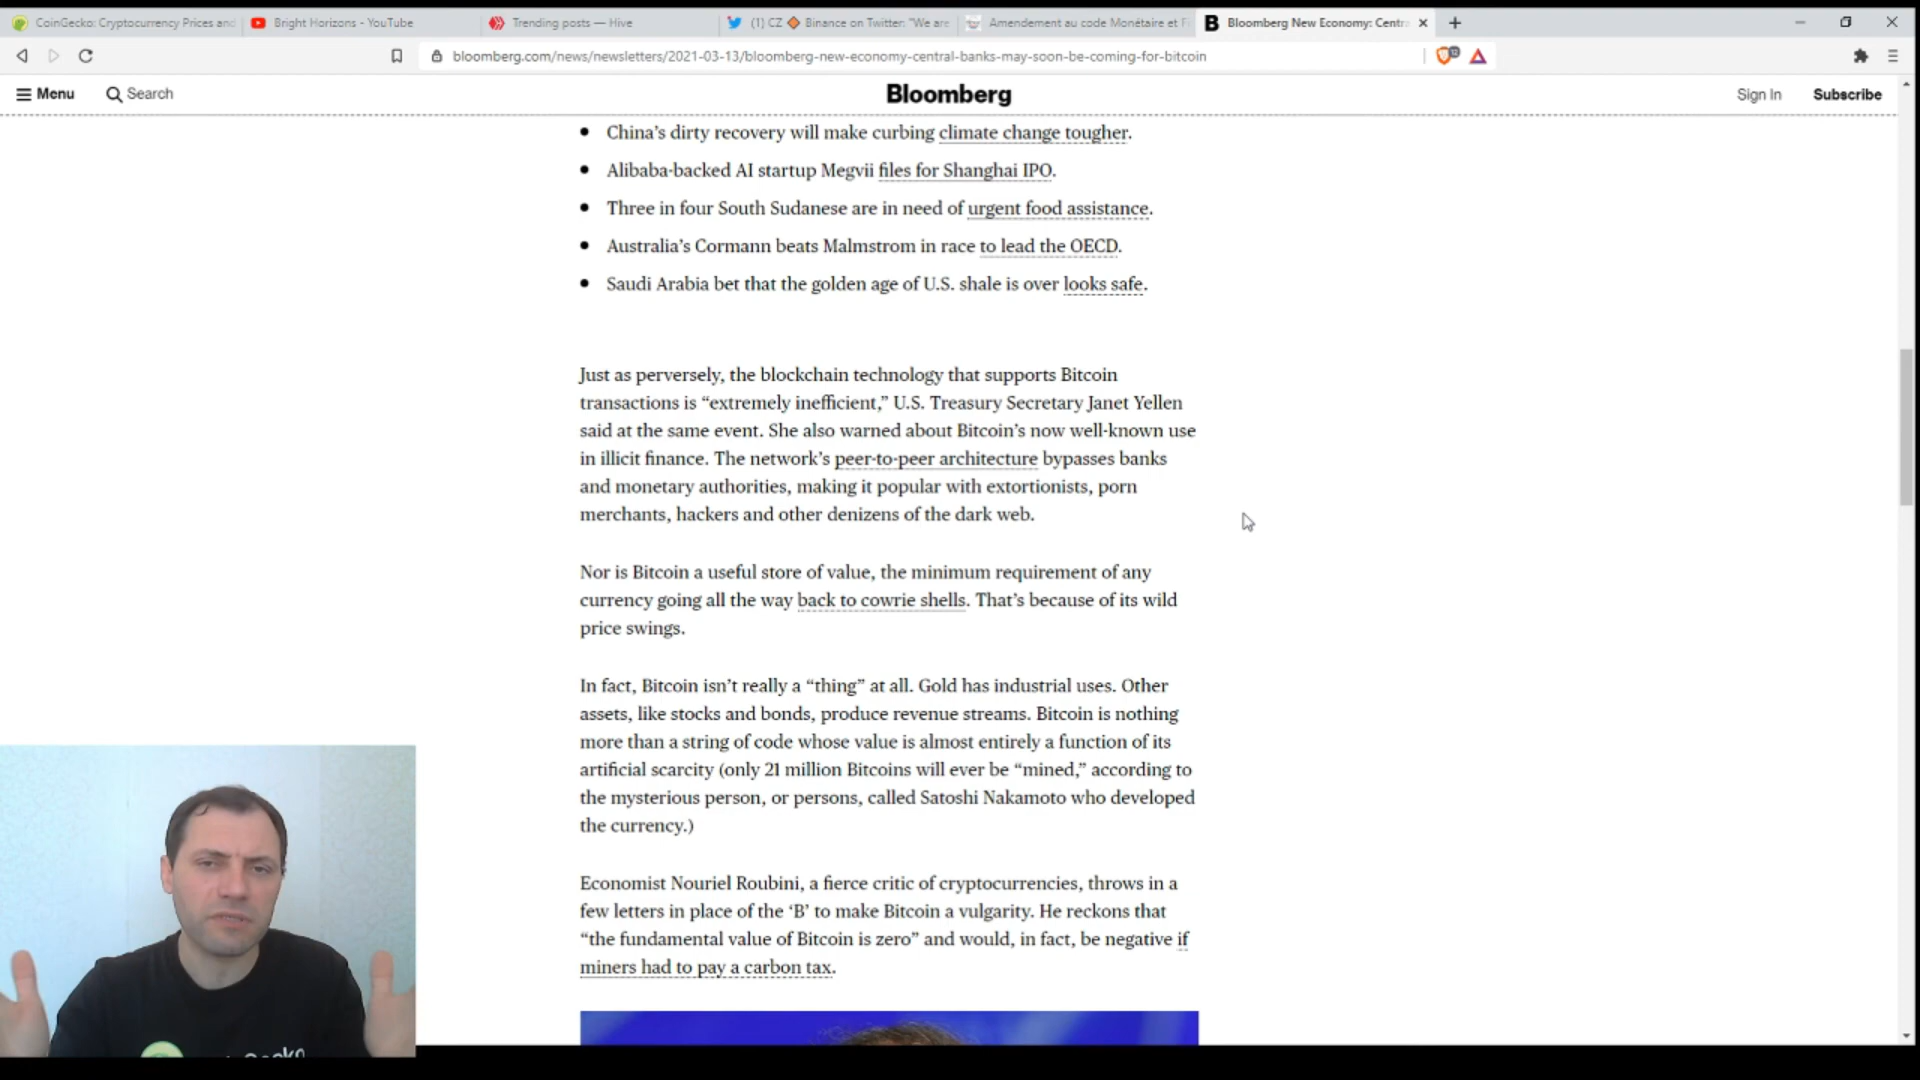 CoinGecko: Cryptocurrency Prices and
Bright Horizons - YouTube
Trending posts — Hive
(1) CZ 🔶 Binance on Twitter: "We are
Amendement au code Monétaire et Fi
Bloomberg New Economy: Centr
bloomberg.com/news/newsletters/2021-03-13/bloomberg-new-economy-central-banks-may-soon-be-coming-for-bitcoin
Menu
Search
Bloomberg
Sign In
Subscribe
• China's dirty recovery will make curbing climate change tougher.
• Alibaba-backed AI startup Megvii files for Shanghai IPO.
• Three in four South Sudanese are in need of urgent food assistance.
• Australia's Cormann beats Malmstrom in race to lead the OECD.
• Saudi Arabia bet that the golden age of U.S. shale is over looks safe.
Just as perversely, the blockchain technology that supports Bitcoin
transactions is “extremely inefficient,” U.S. Treasury Secretary Janet Yellen
said at the same event. She also warned about Bitcoin's now well-known use
in illicit finance. The network's peer-to-peer architecture bypasses banks
and monetary authorities, making it popular with extortionists, porn
merchants, hackers and other denizens of the dark web.
Nor is Bitcoin a useful store of value, the minimum requirement of any
currency going all the way back to cowrie shells. That's because of its wild
price swings.
In fact, Bitcoin isn't really a “thing” at all. Gold has industrial uses. Other
assets, like stocks and bonds, produce revenue streams. Bitcoin is nothing
more than a string of code whose value is almost entirely a function of its
artificial scarcity (only 21 million Bitcoins will ever be “mined,” according to
the mysterious person, or persons, called Satoshi Nakamoto who developed
the currency.)
Economist Nouriel Roubini, a fierce critic of cryptocurrencies, throws in a
few letters in place of the ‘B’ to make Bitcoin a vulgarity. He reckons that
“the fundamental value of Bitcoin is zero” and would, in fact, be negative if
miners had to pay a carbon tax.